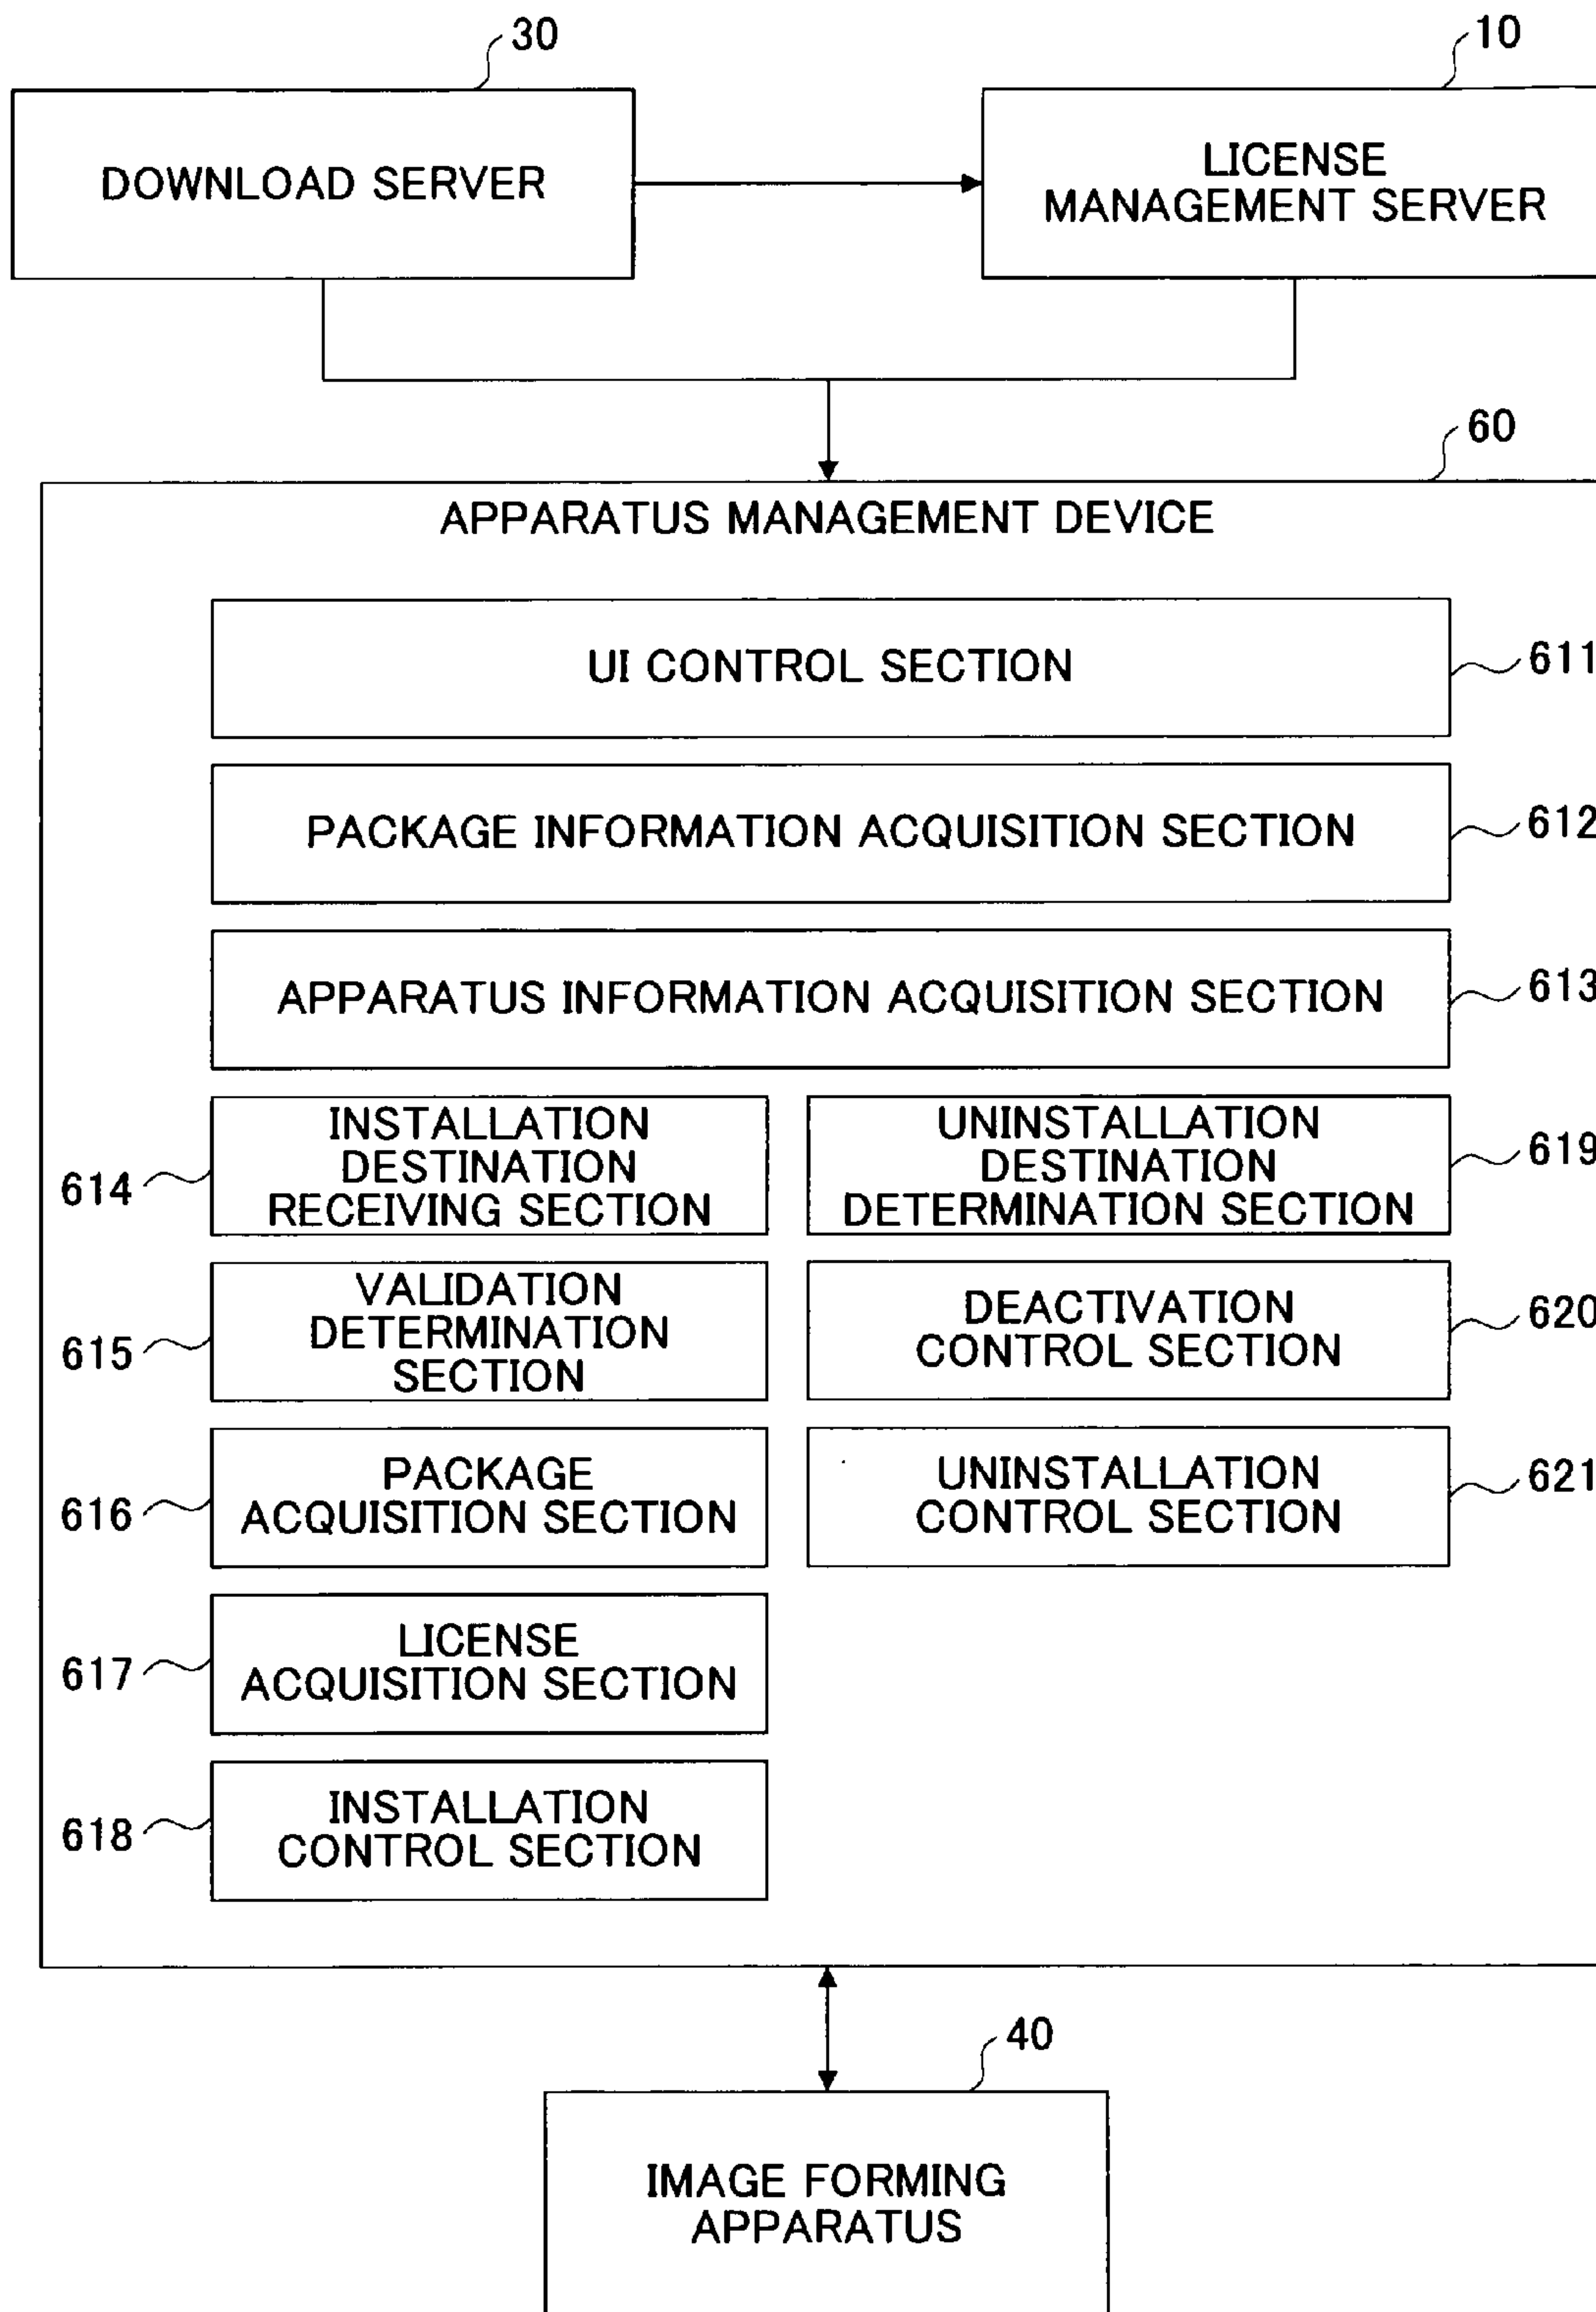 30
10
DOWNLOAD SERVER
LICENSE
MANAGEMENT SERVER
60
APPARATUS MANAGEMENT DEVICE
UI CONTROL SECTION
611
PACKAGE INFORMATION ACQUISITION SECTION
612
APPARATUS INFORMATION ACQUISITION SECTION
613
614
INSTALLATION
DESTINATION
RECEIVING SECTION
UNINSTALLATION
DESTINATION
DETERMINATION SECTION
619
615
VALIDATION
DETERMINATION
SECTION
DEACTIVATION
CONTROL SECTION
620
616
PACKAGE
ACQUISITION SECTION
UNINSTALLATION
CONTROL SECTION
621
617
LICENSE
ACQUISITION SECTION
618
INSTALLATION
CONTROL SECTION
40
IMAGE FORMING
APPARATUS